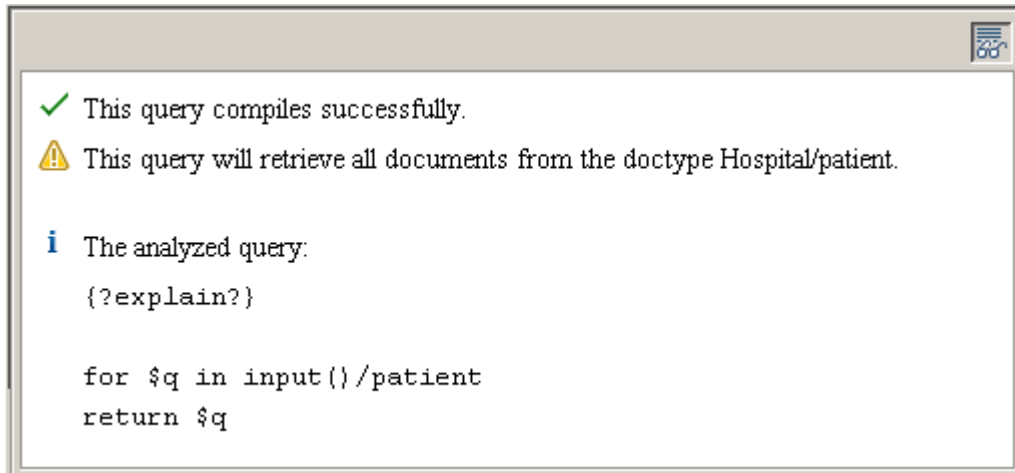 This query compiles successfully.
This query will retrieve all documents from the doctype Hospital/patient.
i The analyzed query:
{?explain?}
for $q in input()/patient
return $q